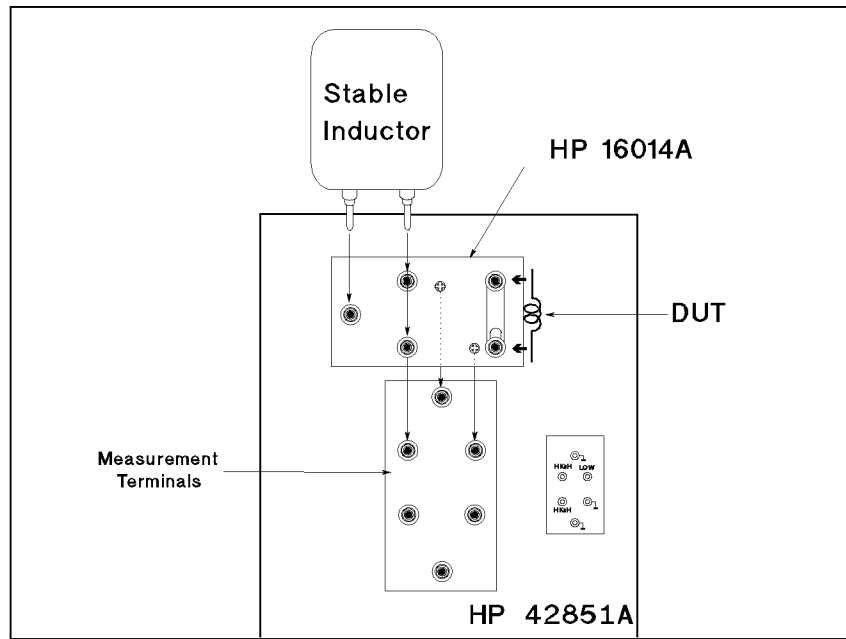 Stable
Inductor
HP 16014A
DUT
Measurement
Terminals
HIGH LOW
HIGH
HP 42851A